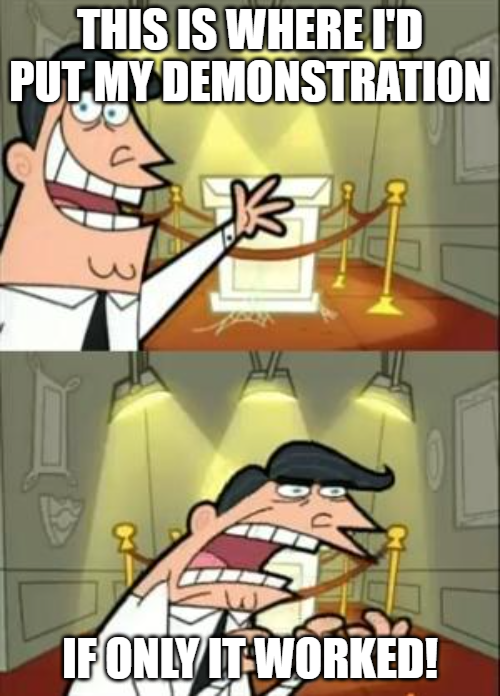 THIS IS WHERE I'D
PUT MY DEMONSTRATION
IF ONLY IT WORKED!